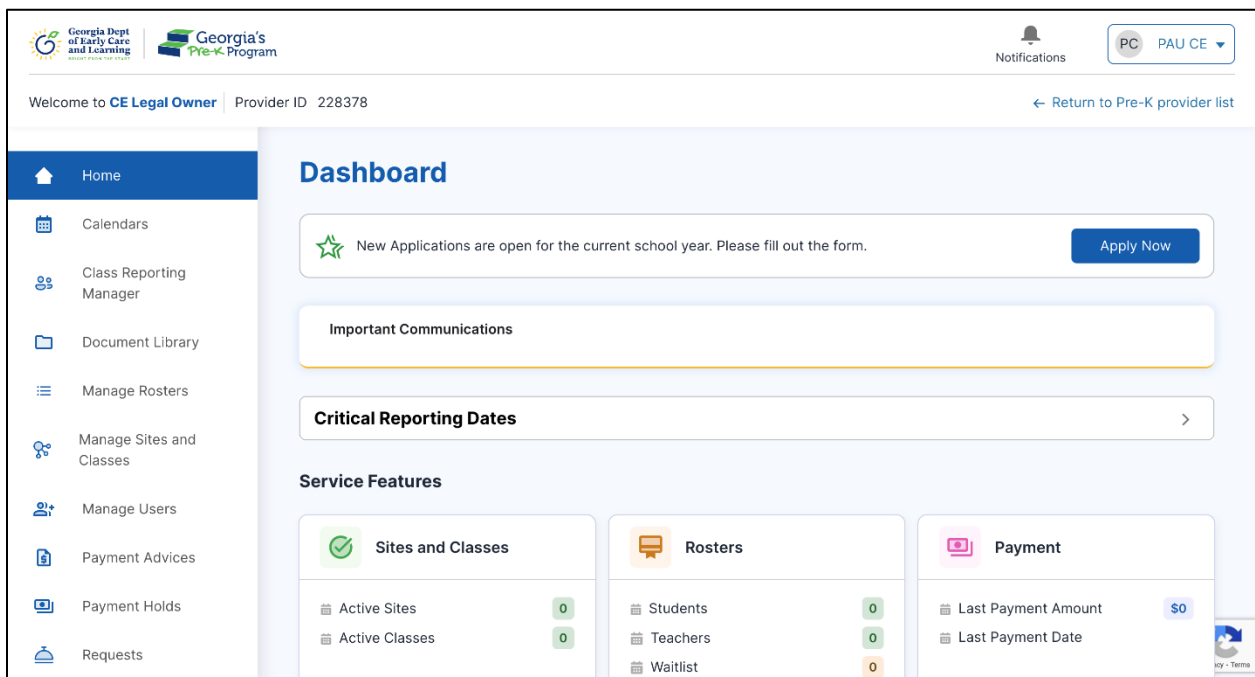 Georgia Dept
of Early Care
and Learning
BRIGHT FROM THE START
Georgia's
Pre-K Program
Notifications
PC PAU CE
Welcome to CE Legal Owner Provider ID 228378
← Return to Pre-K provider list
Home
Calendars
Class Reporting
Manager
Document Library
Manage Rosters
Manage Sites and
Classes
Manage Users
Payment Advices
Payment Holds
Requests
Dashboard
New Applications are open for the current school year. Please fill out the form.
Apply Now
Important Communications
Critical Reporting Dates
Service Features
Sites and Classes
Active Sites 0
Active Classes 0
Rosters
Students 0
Teachers 0
Waitlist 0
Payment
Last Payment Amount $0
Last Payment Date
- Terms